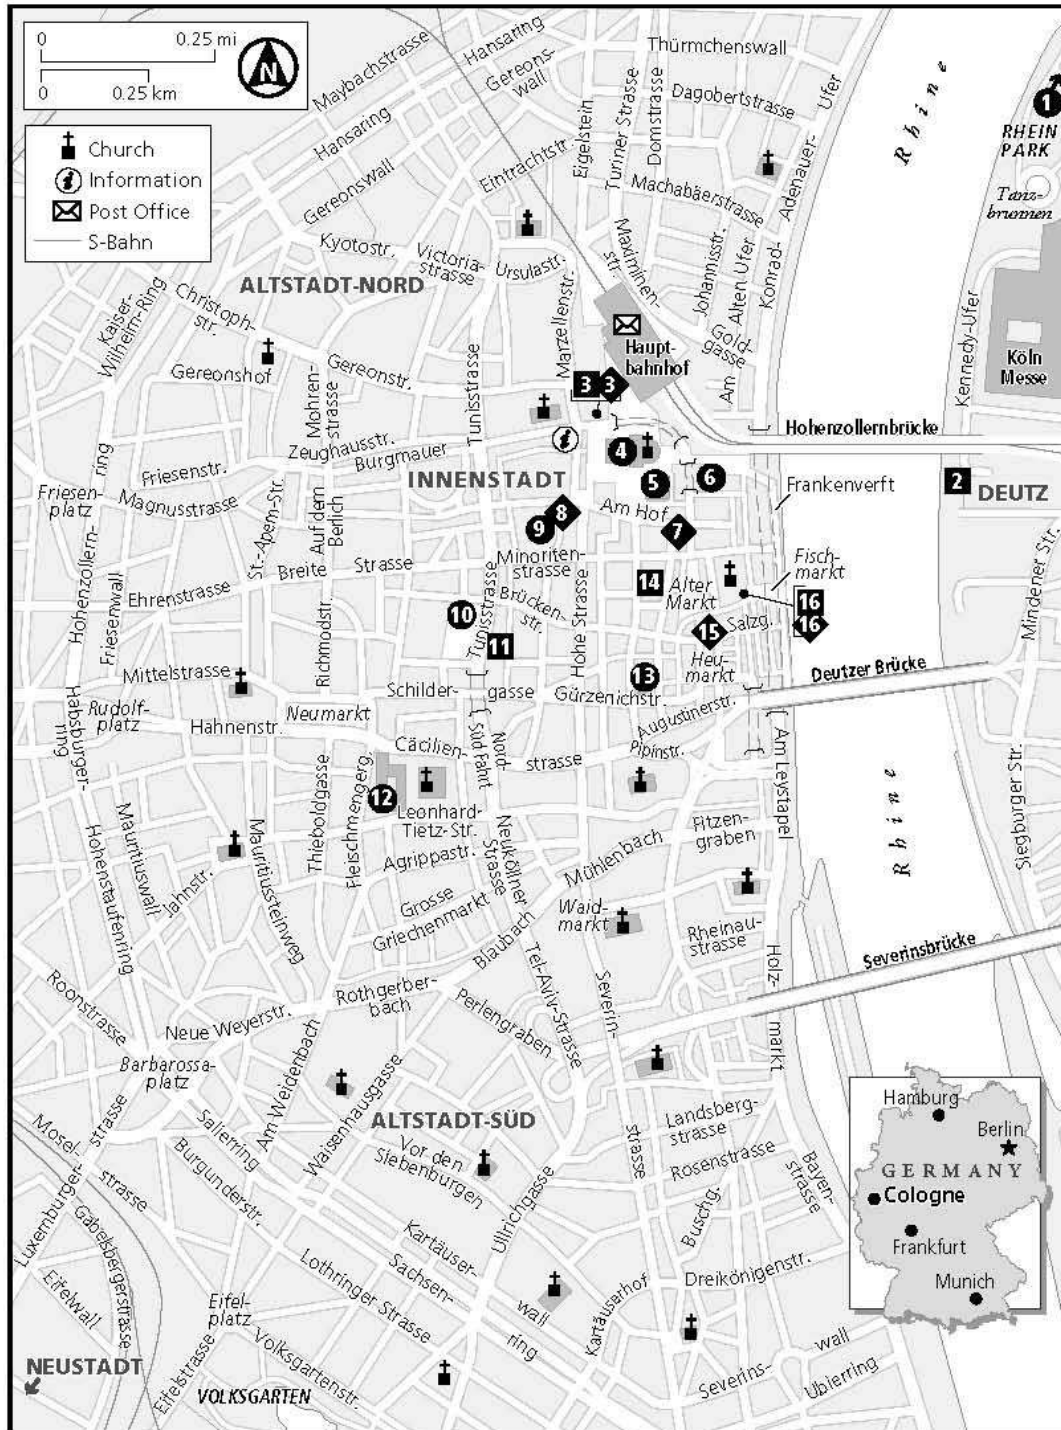 0 0.25 mi
0 0.25 km
N
Church
Information
Post Office
S-Bahn
Maybachstrasse
Hansaring
Gereons-
wall
Thürmchenswall
Dagobertstrasse
Hansaring
Gereonswall
Eintrachtstr.
Eigelstein
Turiner Strasse
Domstrasse
Machabäerstrasse
Adenauer-
Ufer
Konrad-
Rhine
1
RHEIN
PARK
Tanz-
brunnen
Kyotostr.
Victoria-
strasse
Ursulastr.
Maximinen-
str.
Johannisstr.
Am Alten Ufer
Gold-
gasse
ALTSTADT-NORD
Kaiser-
Wilhelm-Ring
Christoph-
str.
Gereonshof
Gereonstr.
Mohren-
strasse
Tunisstrasse
Marzellenstr.
Haupt-
bahnhof
Kennedy-Ufer
Köln
Messe
3
3
Hohenzollernbrücke
Zeughausstr.
Burgmauer
Friesenstr.
Friesen-
platz
Magnusstrasse
INNENSTADT
4
5
6
2
DEUTZ
Frankenverft
St.-Apern-Str.
Auf dem
Berlich
8
9
Am Hof
7
Minoriten-
strasse
Breite Strasse
Ehrenstrasse
Hohenzollern-
ring
Friesenwall
Richmodstr.
Tunisstrasse
Brücken-
str.
Hohe Strasse
14
Alter
Markt
Fisch-
markt
Mindener Str.
16
16
10
11
15
Salzg.
Heu-
markt
13
Mittelstrasse
Rudolf-
platz
Hahnenstr.
Neumarkt
Schilder-
gasse
Gürzenichstr.
Augustinerstr.
Deutzer Brücke
Habsburger-
ring
Cäcilien-
strasse
Nord-
Süd Fahrt
Pipinstr.
Am Leystapel
Rhine
Siegburger Str.
12
Leonhard-
Tietz-Str.
Agrippastr.
Thieboldgasse
Fleischmengerg.
Mauritiuswall
Hohenstaufenring
Jahnstr.
Mauritiussteinweg
Neuköllner
Strasse
Mühlenbach
Fitzen-
graben
Grosse
Griechenmarkt
Blaubach
Waid-
markt
Rheinau-
strasse
Holz-
markt
Severinsbrücke
Roonstrasse
Neue Weyerstr.
Rothgerber-
bach
Perlengraben
Tel-Aviv-Strasse
Severin-
strasse
Barbarossa-
platz
Am Weidenbach
Waisenhausgasse
ALTSTADT-SÜD
Landsberg-
strasse
Rosenstrasse
Bayen-
strasse
Mosel-
strasse
Luxemburger-
strasse
Salierring
Burgunderstr.
Vor den
Siebenburgen
Ullrichgasse
Buschg.
Gabelsbergerstrasse
Eifelwall
Eifel-
platz
Lothringer Strasse
Kartäuser-
wall
Sachsen-
ring
Kartäuserhof
Dreikönigenstr.
Severins-
wall
Ubierring
NEUSTADT
Eifelstrasse
Volksgartenstr.
VOLKSGARTEN
Hamburg
Berlin
GERMANY
Cologne
Frankfurt
Munich